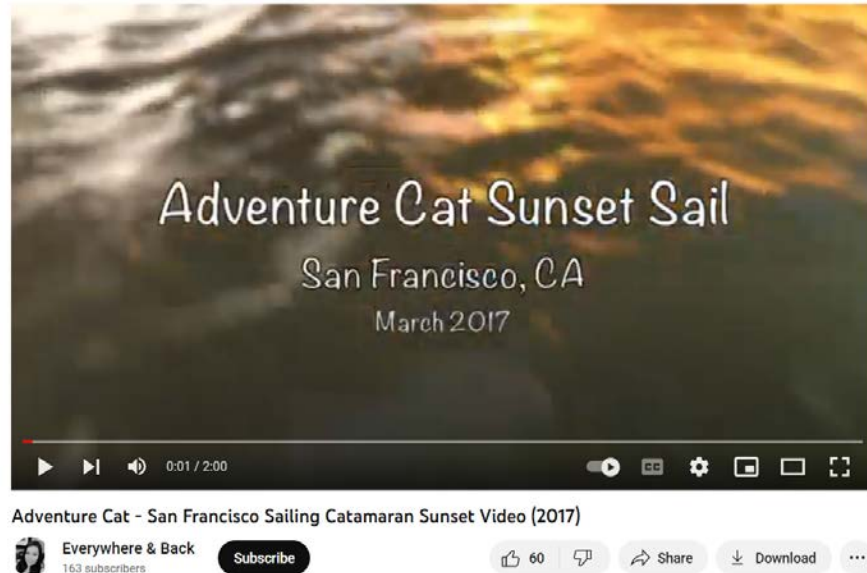 Adventure Cat Sunset Sail
San Francisco, CA
March 2017
0:01 / 2:00
CC
Adventure Cat - San Francisco Sailing Catamaran Sunset Video (2017)
Everywhere & Back
163 subscribers
Subscribe
60
Share
Download